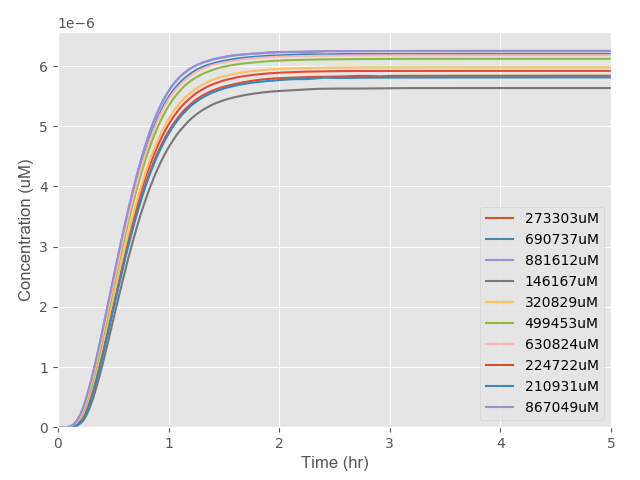 1e−6
6
5
4
3
2
1
0
Concentration (uM)
273303uM
690737uM
881612uM
146167uM
320829uM
499453uM
630824uM
224722uM
210931uM
867049uM
0 1 2 3 4 5
Time (hr)